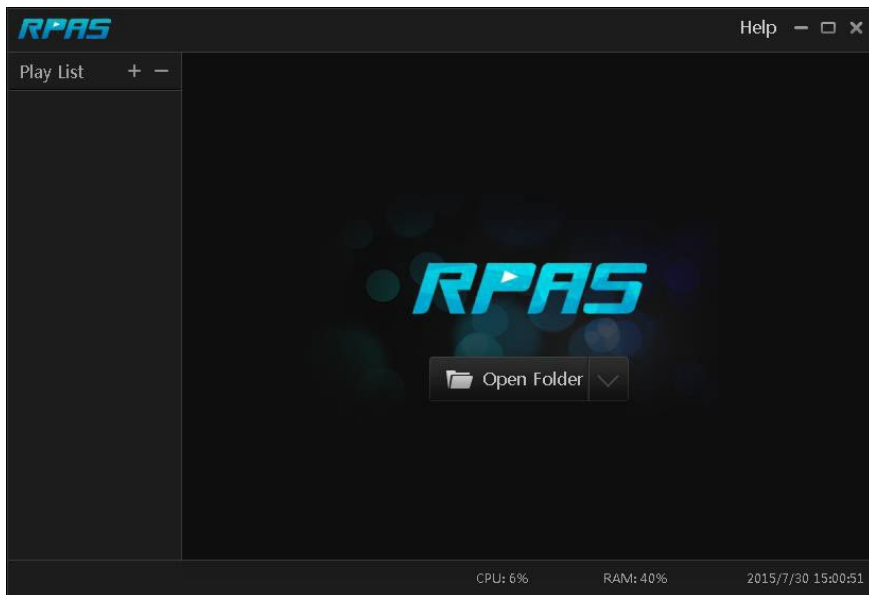 RPAS
Help
Play List + −
RPAS
Open Folder
CPU: 6% RAM: 40% 2015/7/30 15:00:51